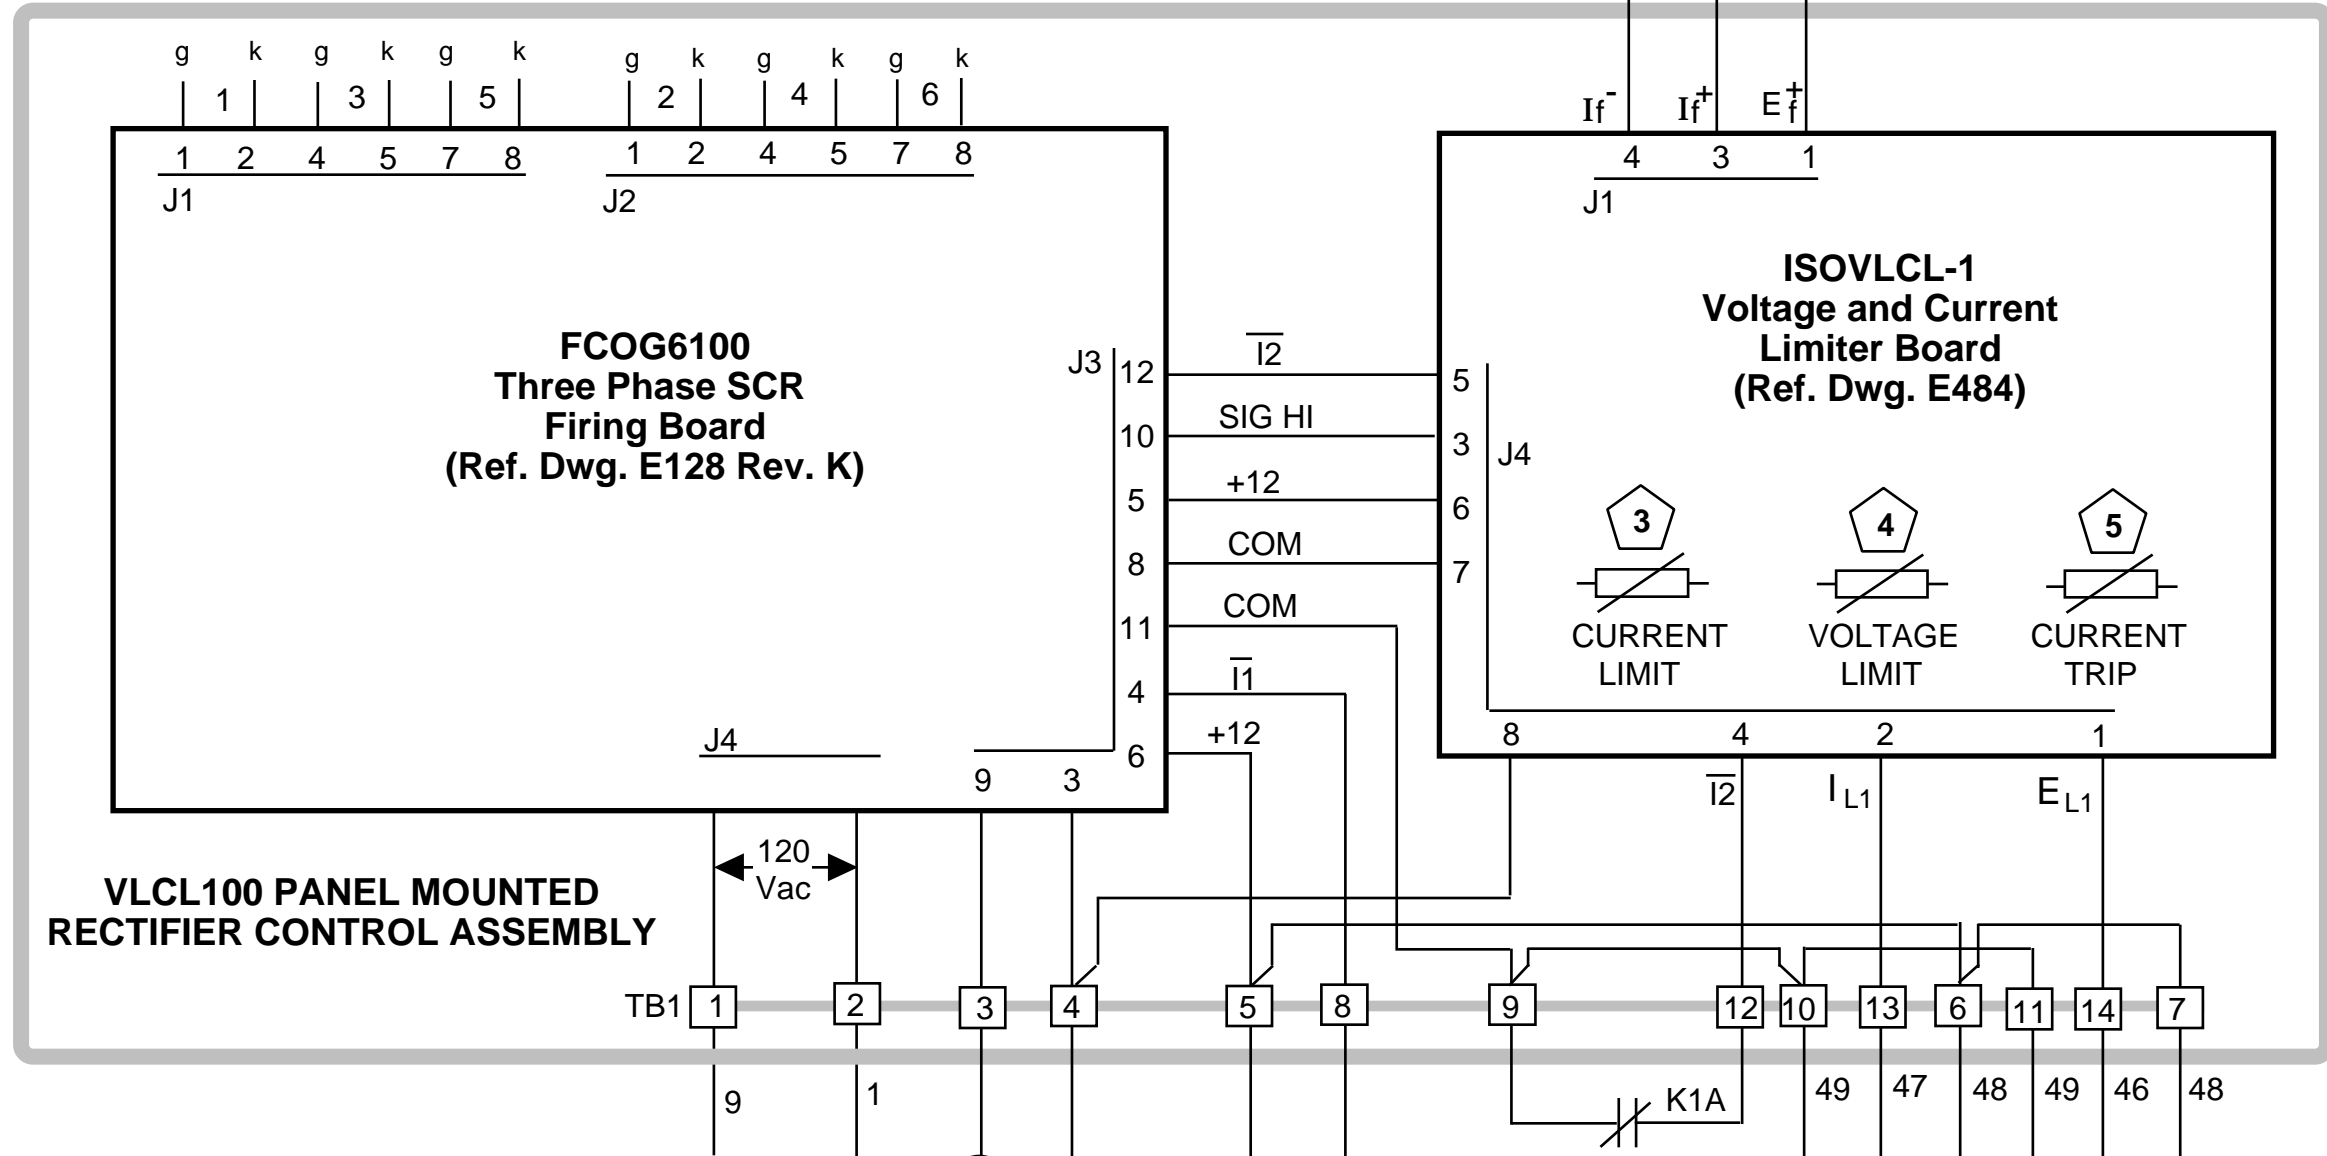 g k g k g k g k g k g k
1 3 5 2 4 6
1 2 4 5 7 8 1 2 4 5 7 8
J1 J2
If- If+ Ef+
4 3 1
J1
FCOG6100
Three Phase SCR
Firing Board
(Ref. Dwg. E128 Rev. K)
ISOVLCL-1
Voltage and Current
Limiter Board
(Ref. Dwg. E484)
J3 12 I̅2̅ 5
10 SIG HI 3 J4
5 +12 6
8 COM 7
11 COM
4 I̅1̅
6 +12
3 4 5
CURRENT LIMIT
VOLTAGE LIMIT
CURRENT TRIP
J4
9 3
8 4 2 1
I̅2̅ IL1 EL1
120
Vac
VLCL100 PANEL MOUNTED
RECTIFIER CONTROL ASSEMBLY
TB1 1 2 3 4 5 8 9 12 10 13 6 11 14 7
9 1 K1A 49 47 48 49 46 48